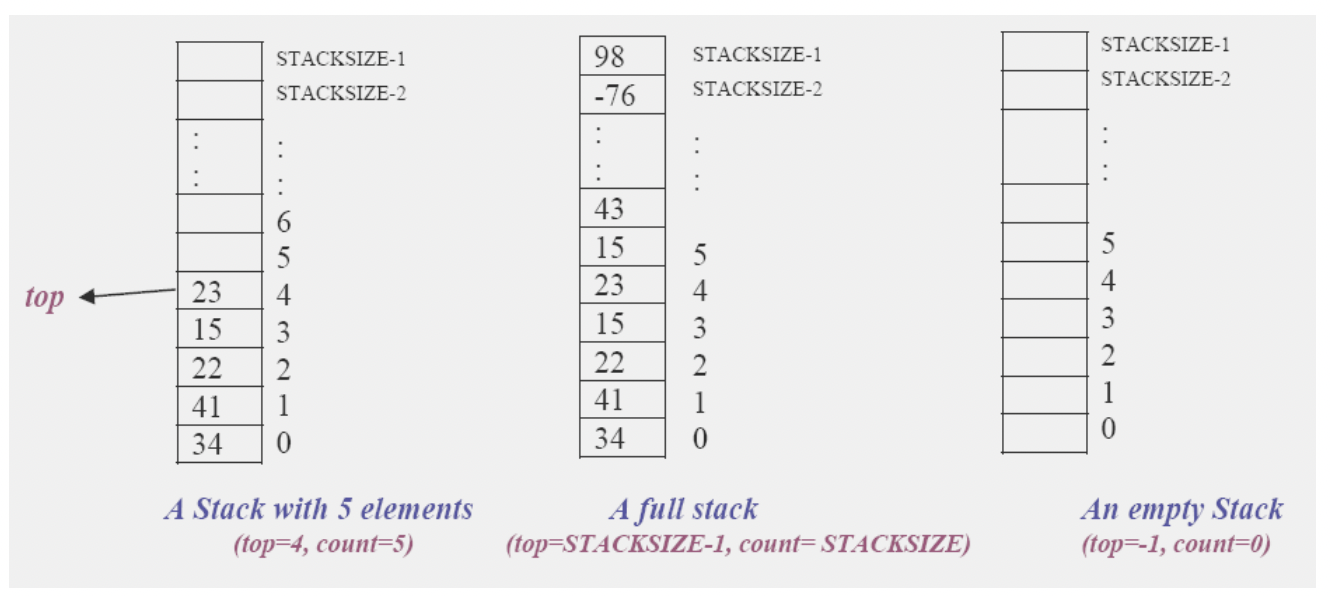 STACKSIZE-1
STACKSIZE-2
:
:
:
:
6
5
top
23 4
15 3
22 2
41 1
34 0
A Stack with 5 elements
(top=4, count=5)
98 STACKSIZE-1
-76 STACKSIZE-2
:
:
:
:
43
15 5
23 4
15 3
22 2
41 1
34 0
A full stack
(top=STACKSIZE-1, count= STACKSIZE)
STACKSIZE-1
STACKSIZE-2
:
:
5
4
3
2
1
0
An empty Stack
(top=-1, count=0)